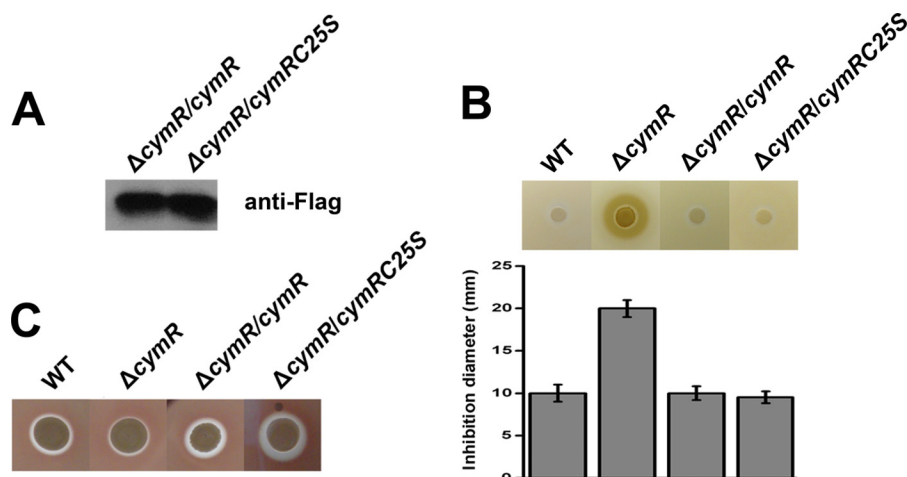 A
ΔcymR/cymR
ΔcymR/cymRC25S
anti-Flag
B
WT
ΔcymR
ΔcymR/cymR
ΔcymR/cymRC25S
Inhibition diameter (mm)
25
20
15
10
5
0
C
WT
ΔcymR
ΔcymR/cymR
ΔcymR/cymRC25S